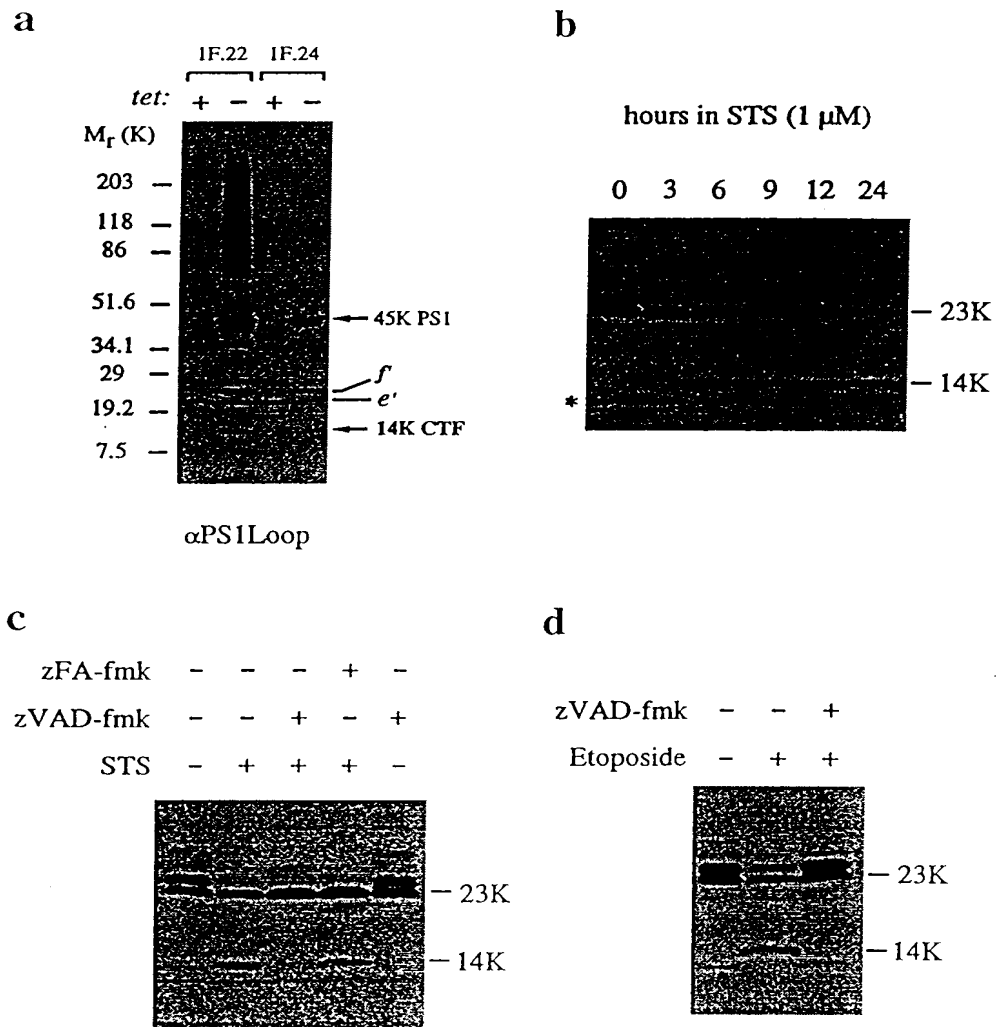 a
1F.22 1F.24
tet: + − + −
Mr (K)
203
118
86
51.6
34.1
29
19.2
7.5
45K PS1
f'
e'
14K CTF
αPS1Loop
b
hours in STS (1 μM)
0 3 6 9 12 24
23K
14K
*
c
zFA-fmk − − − + −
zVAD-fmk − − + − +
STS − + + + −
23K
14K
d
zVAD-fmk − − +
Etoposide − + +
23K
14K